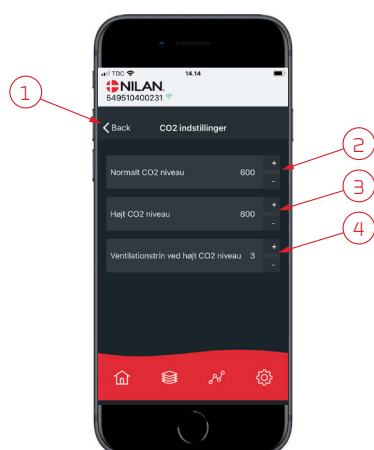 TDC 14.14
NILAN
549510400231
1
Back CO2 indstillinger
2
Normalt CO2 niveau 600 + -
3
Højt CO2 niveau 800 + -
4
Ventilationstrin ved højt CO2 niveau 3 + -